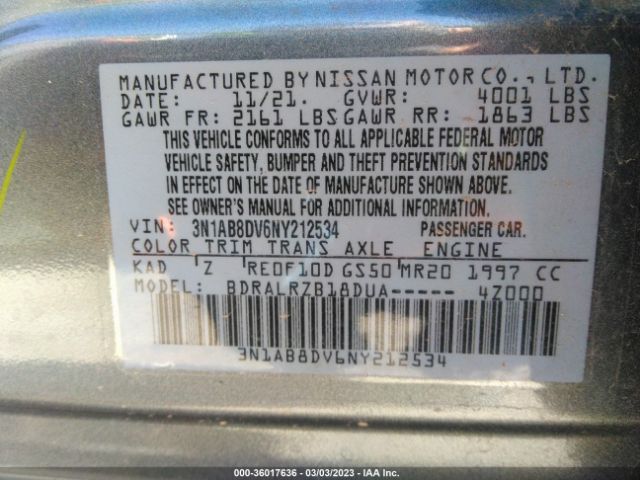 MANUFACTURED BY NISSAN MOTOR CO., LTD.
DATE: 11/21. GVWR: 4001 LBS
GAWR FR: 2161 LBS GAWR RR: 1863 LBS
THIS VEHICLE CONFORMS TO ALL APPLICABLE FEDERAL MOTOR
VEHICLE SAFETY, BUMPER AND THEFT PREVENTION STANDARDS
IN EFFECT ON THE DATE OF MANUFACTURE SHOWN ABOVE.
SEE OWNER'S MANUAL FOR ADDITIONAL INFORMATION.
VIN: 3N1AB8DV6NY212534 PASSENGER CAR.
COLOR TRIM TRANS AXLE ENGINE
KAD Z RE0F10D GS50 MR20 1997 CC
MODEL: BDRALRZB18DUA----- 4Z000
3N1AB8DV6NY212534
000-36017636 - 03/03/2023 - IAA Inc.